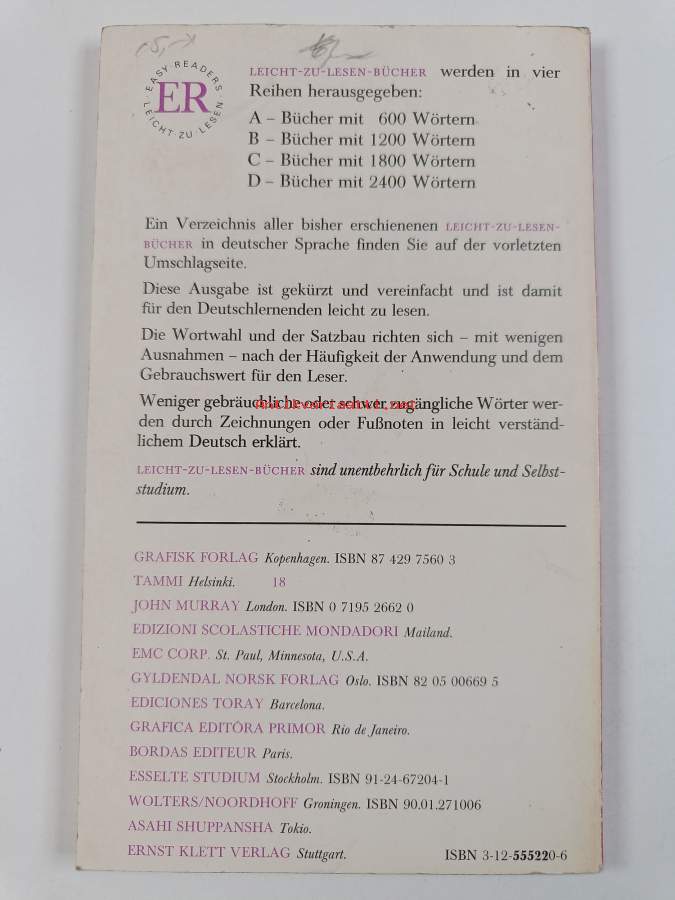 EASY READERS
ER
LEICHT ZU LESEN
LEICHT-ZU-LESEN-BÜCHER werden in vier
Reihen herausgegeben:
A – Bücher mit 600 Wörtern
B – Bücher mit 1200 Wörtern
C – Bücher mit 1800 Wörtern
D – Bücher mit 2400 Wörtern
Ein Verzeichnis aller bisher erschienenen LEICHT-ZU-LESEN-
BÜCHER in deutscher Sprache finden Sie auf der vorletzten
Umschlagseite.
Diese Ausgabe ist gekürzt und vereinfacht und ist damit
für den Deutschlernenden leicht zu lesen.
Die Wortwahl und der Satzbau richten sich – mit wenigen
Ausnahmen – nach der Häufigkeit der Anwendung und dem
Gebrauchswert für den Leser.
Weniger gebräuchliche oder schwer zugängliche Wörter wer-
den durch Zeichnungen oder Fußnoten in leicht verständ-
lichem Deutsch erklärt.
LEICHT-ZU-LESEN-BÜCHER sind unentbehrlich für Schule und Selbst-
studium.
GRAFISK FORLAG Kopenhagen. ISBN 87 429 7560 3
TAMMI Helsinki. 18
JOHN MURRAY London. ISBN 0 7195 2662 0
EDIZIONI SCOLASTICHE MONDADORI Mailand.
EMC CORP. St. Paul, Minnesota, U.S.A.
GYLDENDAL NORSK FORLAG Oslo. ISBN 82 05 00669 5
EDICIONES TORAY Barcelona.
GRAFICA EDITÔRA PRIMOR Rio de Janeiro.
BORDAS EDITEUR Paris.
ESSELTE STUDIUM Stockholm. ISBN 91-24-67204-1
WOLTERS/NOORDHOFF Groningen. ISBN 90.01.271006
ASAHI SHUPPANSHA Tokio.
ERNST KLETT VERLAG Stuttgart. ISBN 3-12-555220-6